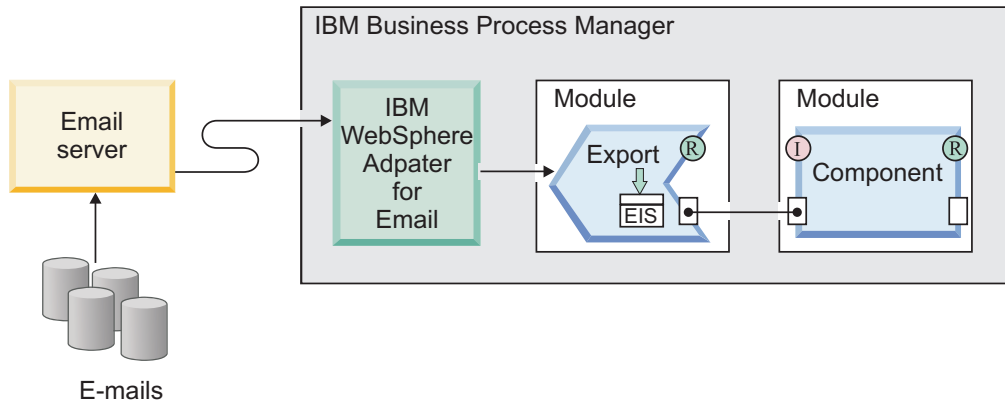 IBM Business Process Manager
Email
server
IBM
WebSphere
Adpater
for
Email
Module
Export
R
EIS
Module
I
R
Component
E-mails